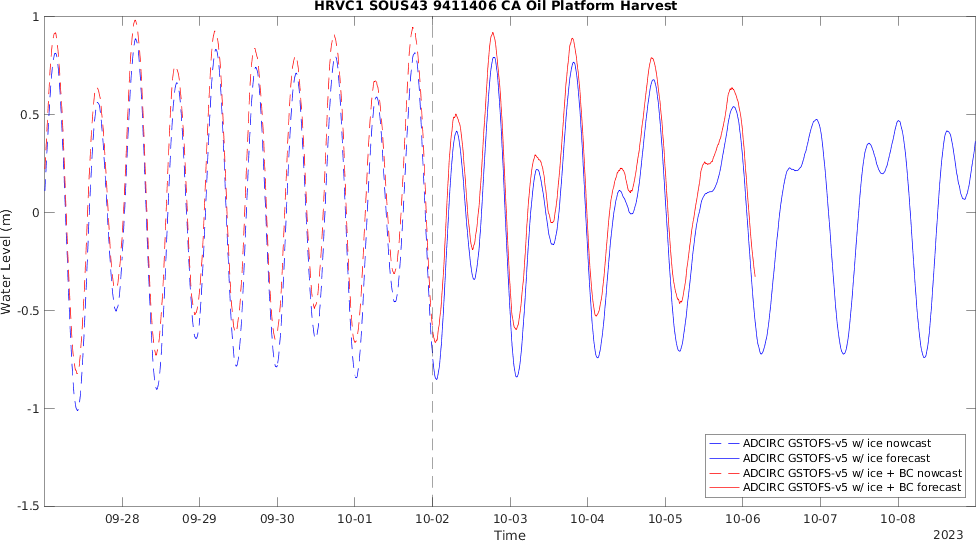 HRVC1 SOUS43 9411406 CA Oil Platform Harvest
1
0.5
0
-0.5
-1
-1.5
Water Level (m)
09-28 09-29 09-30 10-01 10-02 10-03 10-04 10-05 10-06 10-07 10-08
Time
2023
ADCIRC GSTOFS-v5 w/ ice nowcast
ADCIRC GSTOFS-v5 w/ ice forecast
ADCIRC GSTOFS-v5 w/ ice + BC nowcast
ADCIRC GSTOFS-v5 w/ ice + BC forecast